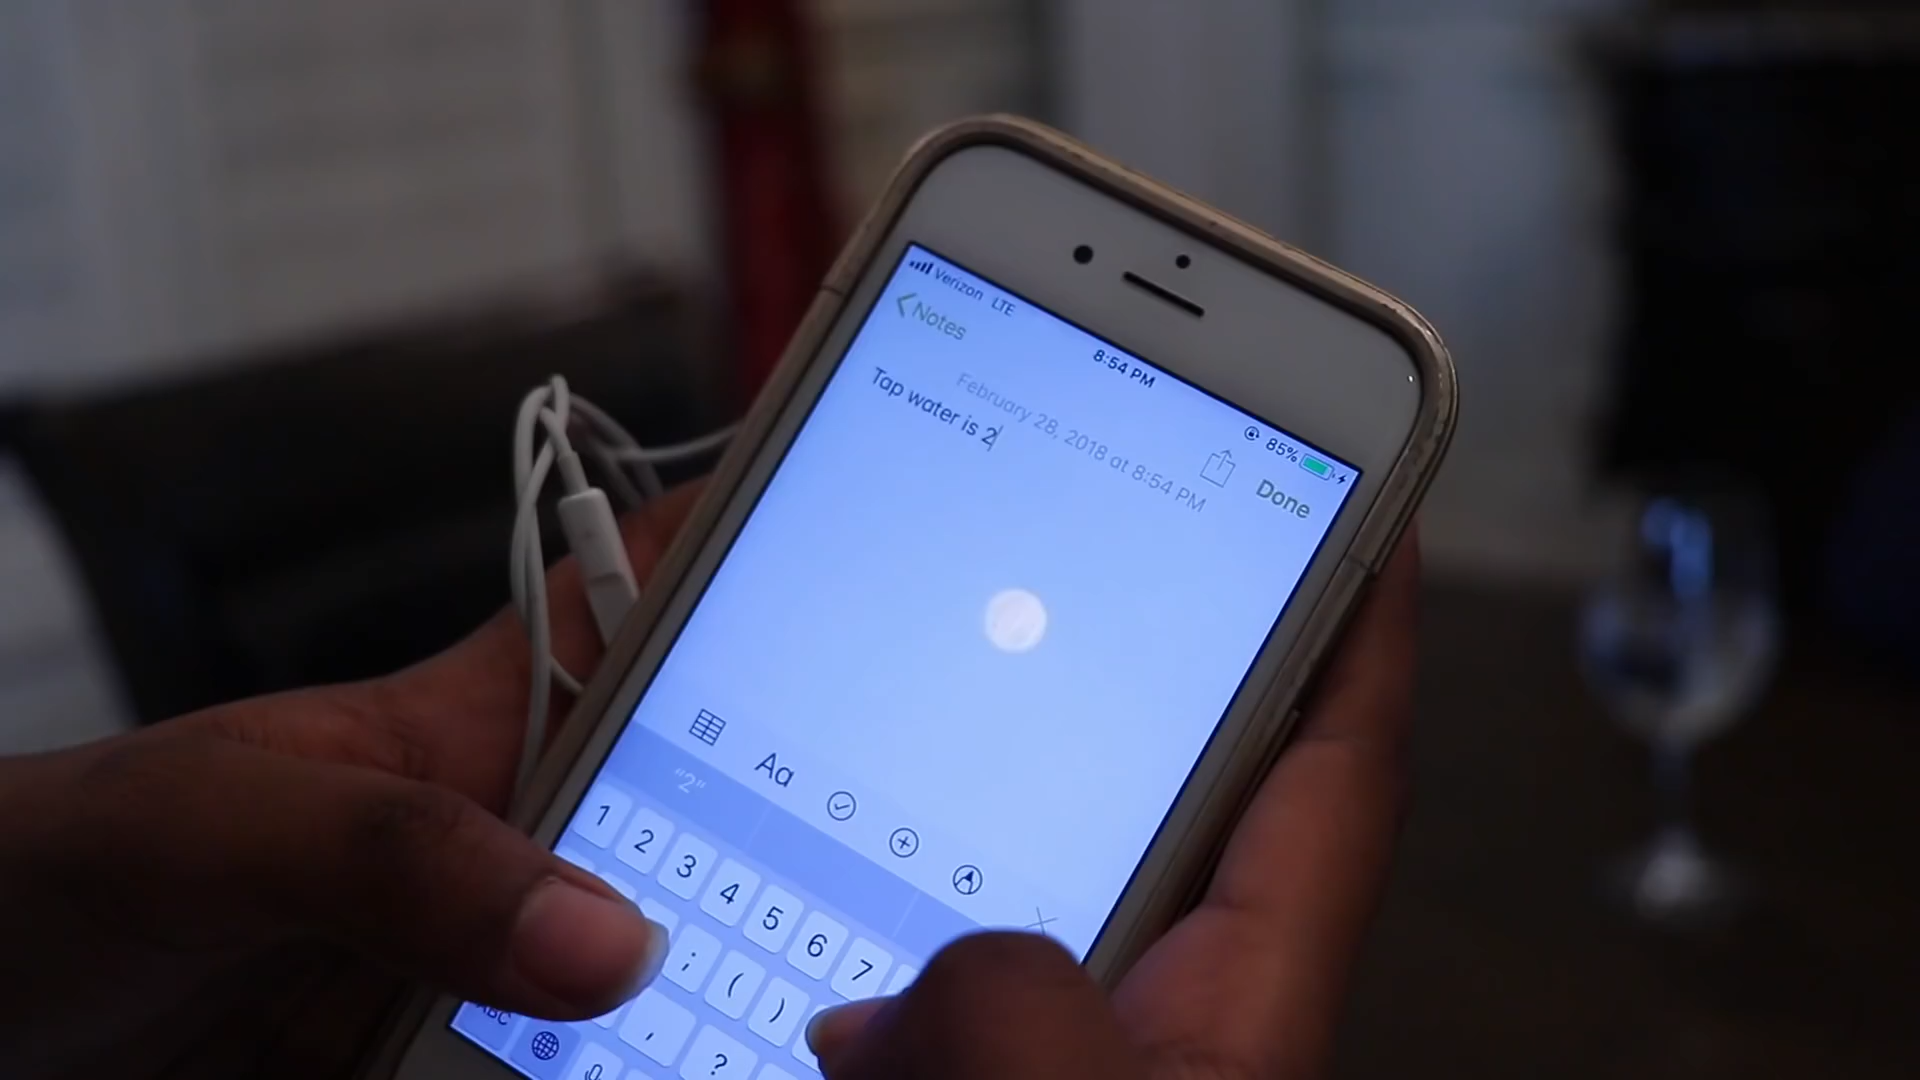 Verizon LTE
8:54 PM
85%
Notes
Done
February 28, 2018 at 8:54 PM
Tap water is 2
Aa
"2"
1 2 3 4 5 6 7
; ( )
ABC , ?